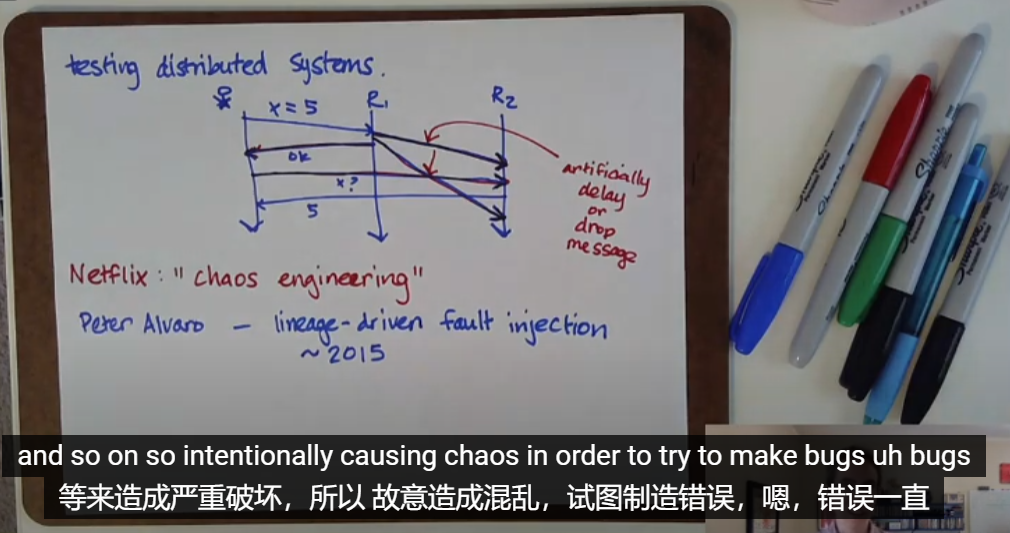 testing distributed systems.
x = 5
R1
R2
ok
x?
5
artificially
delay
or
drop
message
Netflix: "chaos engineering"
Peter Alvaro — lineage-driven fault injection
~2015
Sharpie
and so on so intentionally causing chaos in order to try to make bugs uh bugs
等来造成严重破坏，所以 故意造成混乱，试图制造错误，嗯，错误一直